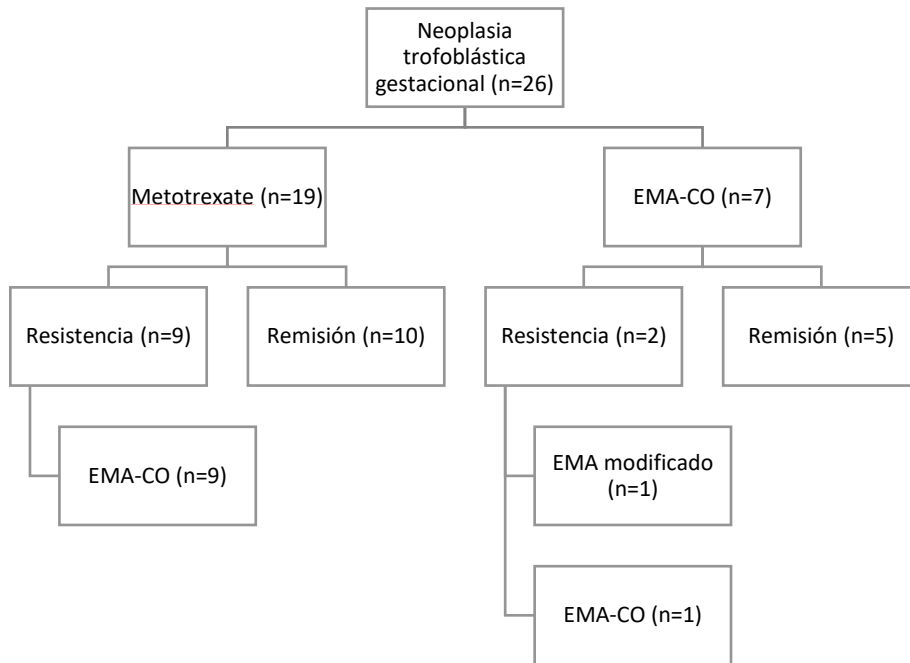 Neoplasia
trofoblástica
gestacional (n=26)
Metotrexate (n=19)
EMA-CO (n=7)
Resistencia (n=9)
Remisión (n=10)
Resistencia (n=2)
Remisión (n=5)
EMA-CO (n=9)
EMA modificado
(n=1)
EMA-CO (n=1)